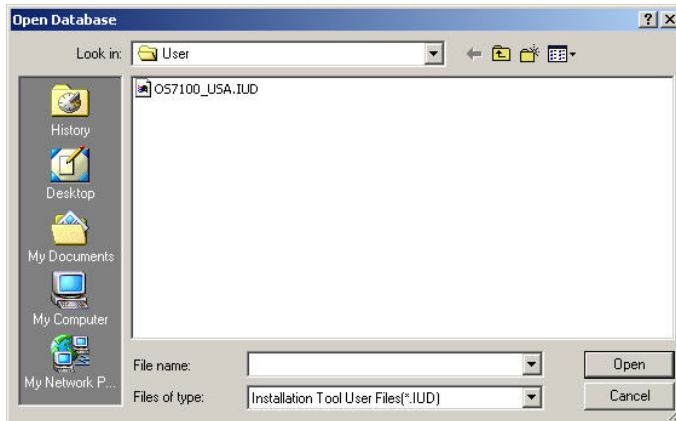 Open Database
Look in: User
OS7100_USA.IUD
History
Desktop
My Documents
My Computer
My Network P...
File name:
Open
Files of type: Installation Tool User Files(*.IUD)
Cancel